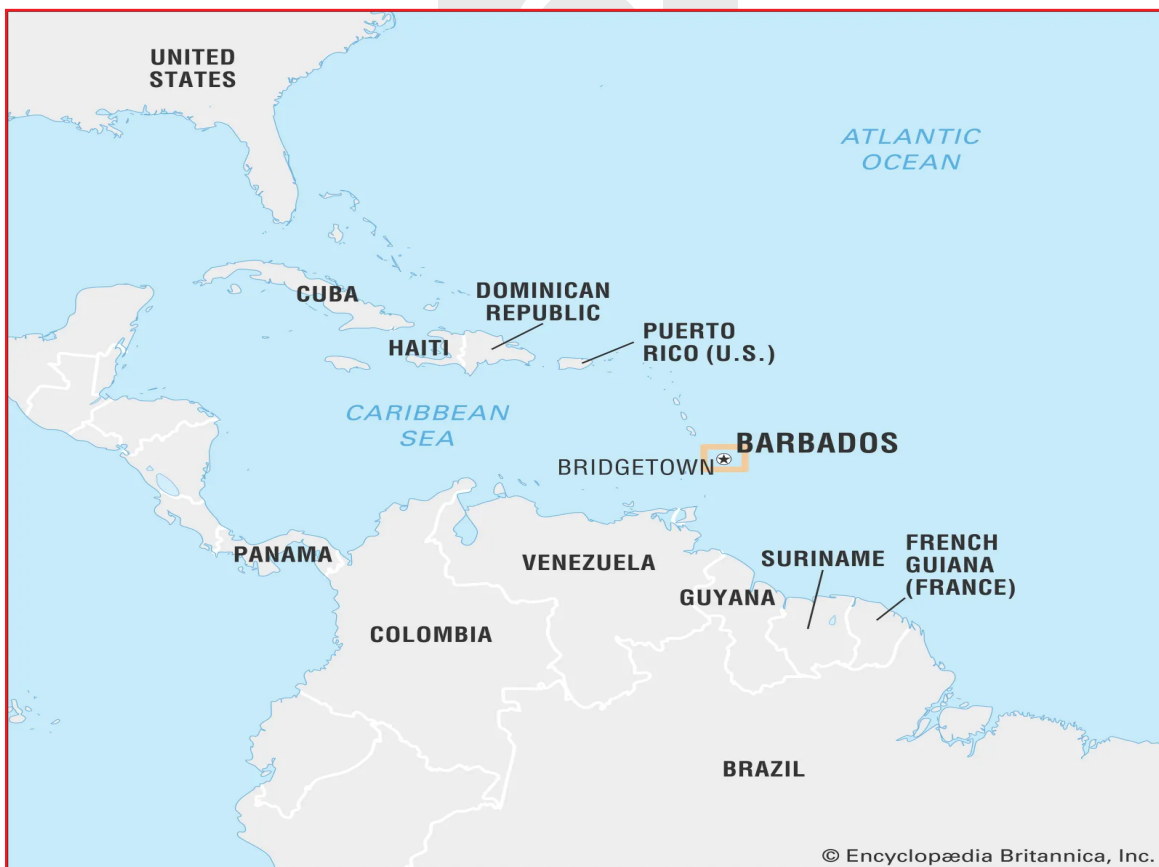 UNITED
STATES
ATLANTIC
OCEAN
CUBA
DOMINICAN
REPUBLIC
HAITI
PUERTO
RICO (U.S.)
CARIBBEAN
SEA
BARBADOS
BRIDGETOWN
PANAMA
VENEZUELA
SURINAME
FRENCH
GUIANA
(FRANCE)
GUYANA
COLOMBIA
BRAZIL
© Encyclopædia Britannica, Inc.